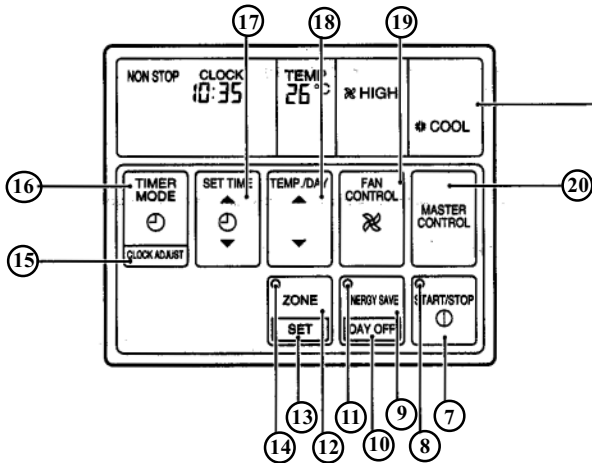 17 18 19
NON STOP CLOCK TEMP
10:35 26 °C HIGH
COOL
16 TIMER MODE SET TIME TEMP./DAY FAN CONTROL MASTER CONTROL 20
15 CLOCK ADJUST
ZONE NERGY SAVE START/STOP
SET DAY OFF
14 13 12 11 10 9 8 7